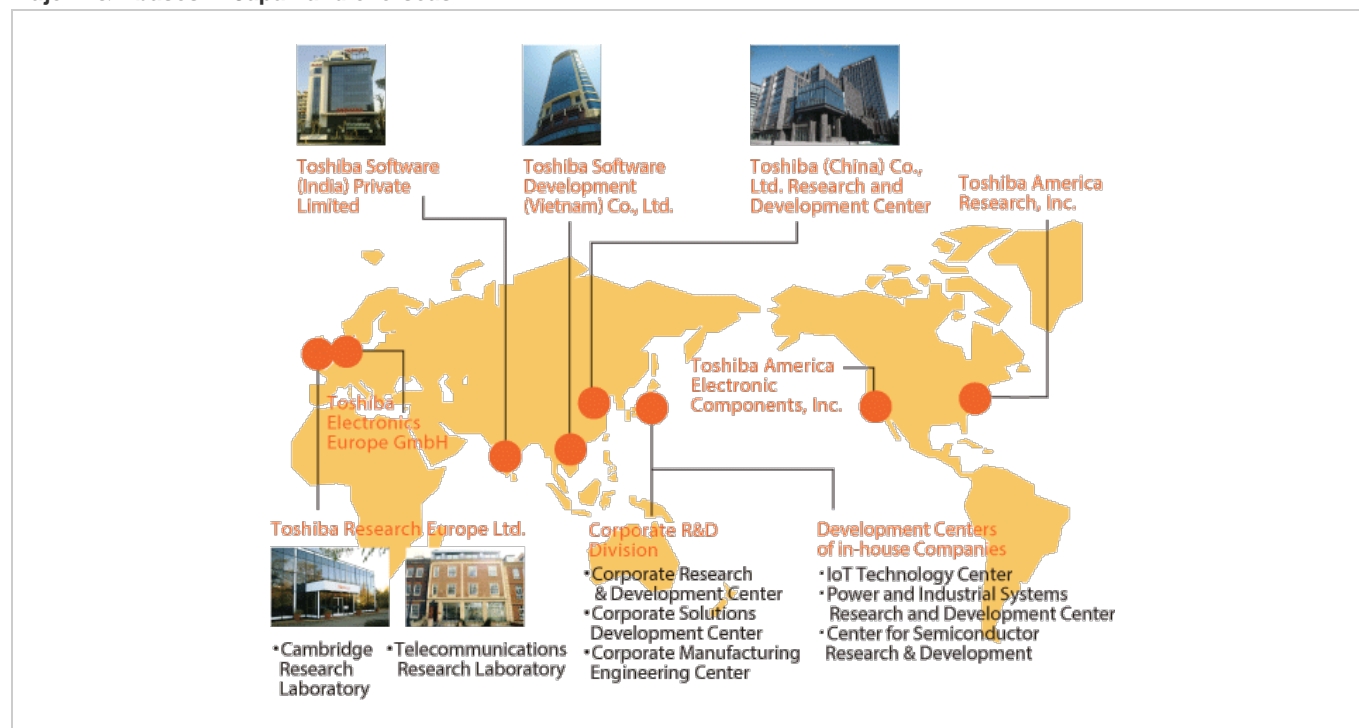 Toshiba Software
(India) Private
Limited
Toshiba Software
Development
(Vietnam) Co., Ltd.
Toshiba (China) Co.,
Ltd. Research and
Development Center
Toshiba America
Research, Inc.
Toshiba America
Electronic
Components, Inc.
Toshiba
Electronics
Europe GmbH
Toshiba Research Europe Ltd.
・Cambridge
Research
Laboratory
・Telecommunications
Research Laboratory
Corporate R&D
Division
・Corporate Research
& Development Center
・Corporate Solutions
Development Center
・Corporate Manufacturing
Engineering Center
Development Centers
of in-house Companies
・IoT Technology Center
・Power and Industrial Systems
Research and Development Center
・Center for Semiconductor
Research & Development